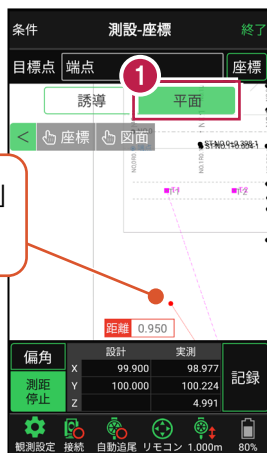 条件 測設-座標 終了
目標点 端点 座標
1
誘導 平面
< 座標 図面
」
距離 0.950
偏角 設計 実測
X 99.900 98.977 記録
測距停止 Y 100.000 100.224
Z 4.991
観測設定 接続 自動追尾 リモコン 1.000m 80%